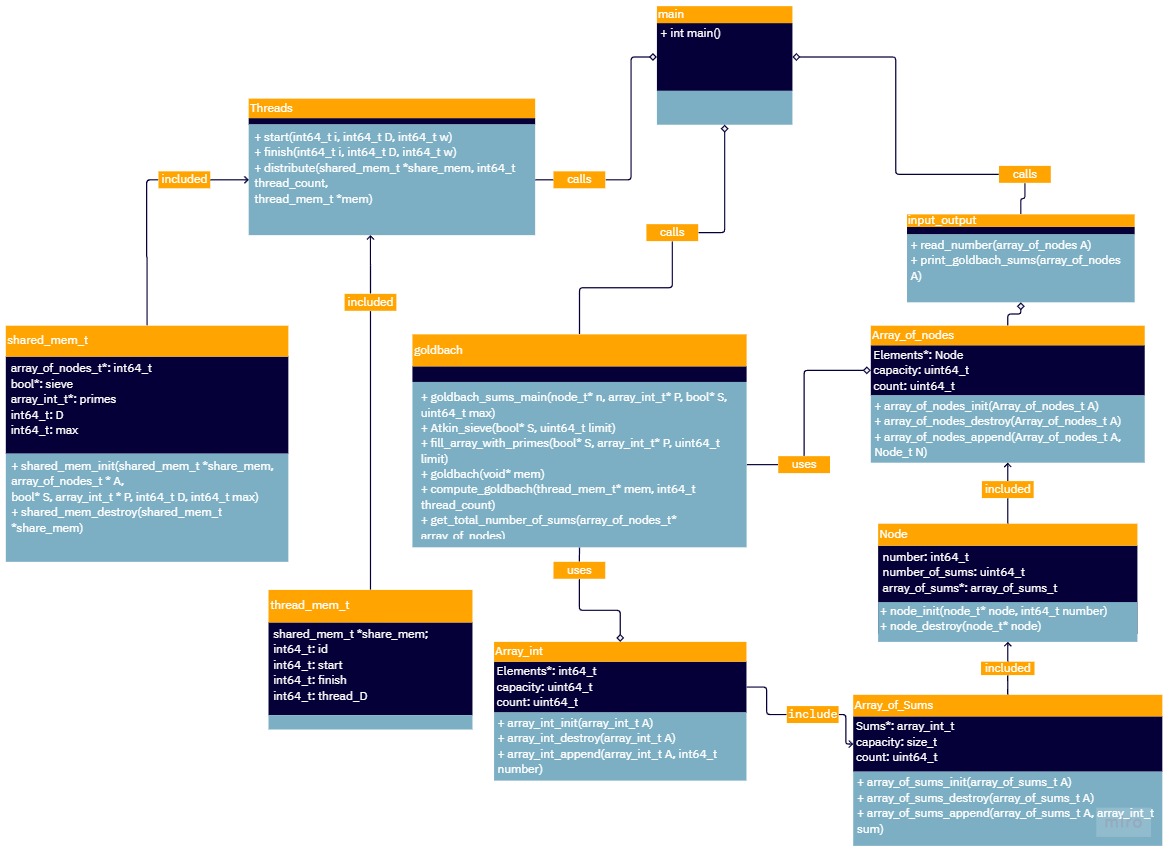 main
+ int main()
Threads
+ start(int64_t i, int64_t D, int64_t w)
+ finish(int64_t i, int64_t D, int64_t w)
+ distribute(shared_mem_t *share_mem, int64_t
thread_count,
thread_mem_t *mem)
included
calls
calls
calls
input_output
+ read_number(array_of_nodes A)
+ print_goldbach_sums(array_of_nodes
A)
included
shared_mem_t
array_of_nodes_t*: int64_t
bool*: sieve
array_int_t*: primes
int64_t: D
int64_t: max
+ shared_mem_init(shared_mem_t *share_mem,
array_of_nodes_t * A,
bool* S, array_int_t * P, int64_t D, int64_t max)
+ shared_mem_destroy(shared_mem_t
*share_mem)
goldbach
+ goldbach_sums_main(node_t* n, array_int_t* P, bool* S,
uint64_t max)
+ Atkin_sieve(bool* S, uint64_t limit)
+ fill_array_with_primes(bool* S, array_int_t* P, uint64_t
limit)
+ goldbach(void* mem)
+ compute_goldbach(thread_mem_t* mem, int64_t
thread_count)
+ get_total_number_of_sums(array_of_nodes_t*
array_of_nodes)
Array_of_nodes
Elements*: Node
capacity: uint64_t
count: uint64_t
+ array_of_nodes_init(Array_of_nodes_t A)
+ array_of_nodes_destroy(Array_of_nodes_t A)
+ array_of_nodes_append(Array_of_nodes_t A,
Node_t N)
uses
included
Node
number: int64_t
number_of_sums: uint64_t
array_of_sums*: array_of_sums_t
+ node_init(node_t* node, int64_t number)
+ node_destroy(node_t* node)
uses
thread_mem_t
shared_mem_t *share_mem;
int64_t: id
int64_t: start
int64_t: finish
int64_t: thread_D
Array_int
Elements*: int64_t
capacity: uint64_t
count: uint64_t
+ array_int_init(array_int_t A)
+ array_int_destroy(array_int_t A)
+ array_int_append(array_int_t A, int64_t
number)
included
include
Array_of_Sums
Sums*: array_int_t
capacity: size_t
count: uint64_t
+ array_of_sums_init(array_of_sums_t A)
+ array_of_sums_destroy(array_of_sums_t A)
+ array_of_sums_append(array_of_sums_t A, array_int_t
sum)
miro